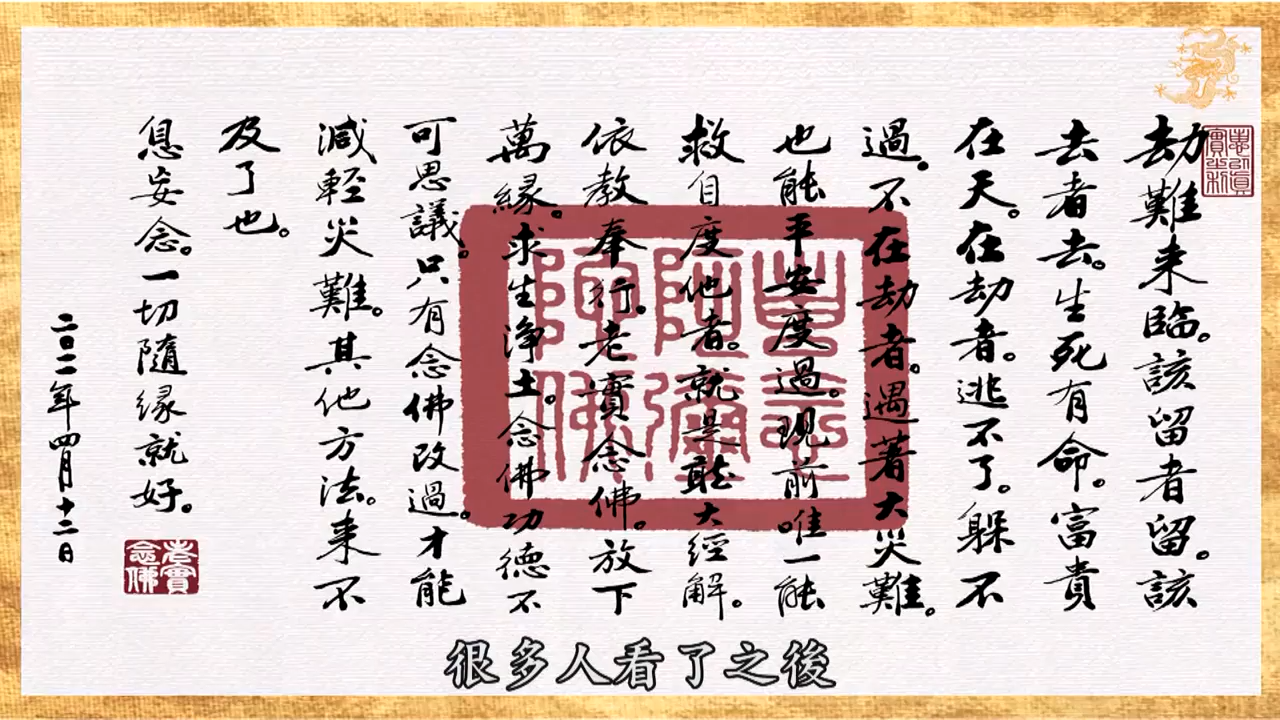 劫難来臨。該留者留。該
去者去。生死有命。富貴
在天。在劫者。逃不了。躲不
過。不在劫者。遇著大災難。
也能平安度過。現前唯一能
救自度他者。就是聽大經解。
依教奉行。老實念佛。放下
萬緣。求生淨土。念佛功德不
可思議。只有念佛改過。才能
減輕災難。其他方法。来不
及了也。
息妄念。一切隨緣就好。
二〇二一年四月十二日
老實
念佛
很多人看了之後